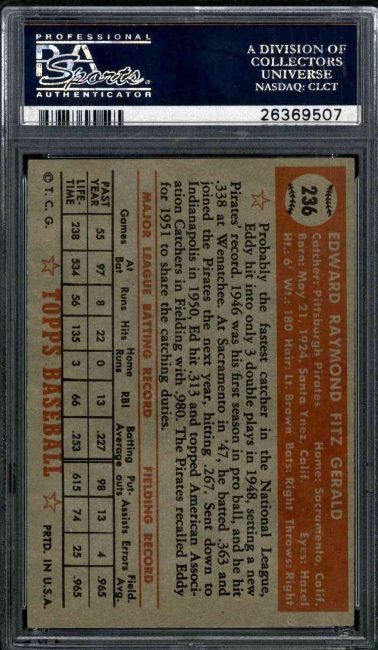 PROFESSIONAL
PSA
Sports
AUTHENTICATOR
A DIVISION OF
COLLECTORS
UNIVERSE
NASDAQ: CLCT
26369507
236
EDWARD RAYMOND FITZ GERALD
Catcher: Pittsburgh Pirates Home: Sacramento, Calif.
Born: May 21, 1924, Santa Ynez, Calif. Eyes: Hazel
Ht.: 6' Wt.: 180 Hair: Lt. Brown Bats: Right Throws: Right
Probably the fastest catcher in the National League,
Eddy hit into only 3 double plays in 1948, setting a new
Pirates' record. 1946 was his first season in pro ball, and he hit
.338 at Wenatchee. At Sacramento in '47, he batted .363 and
joined the Pirates the next year, hitting .267. Sent down to
Indianapolis in 1950, Ed hit .313 and topped American Associ-
ation Catchers in Fielding with .980. The Pirates recalled Eddy
for 1951 to share the catching duties.
MAJOR LEAGUE BATTING RECORD FIELDING RECORD
Games At Bat Runs Hits Home Runs RBI Batting Average Put-outs Assists Errors Field. Avg.
PAST YEAR 55 97 8 22 0 13 .227 98 13 4 .965
LIFE-TIME 238 534 56 135 3 66 .253 615 74 25 .965
© T. C. G. TOPPS BASEBALL PRTD. IN U.S.A.